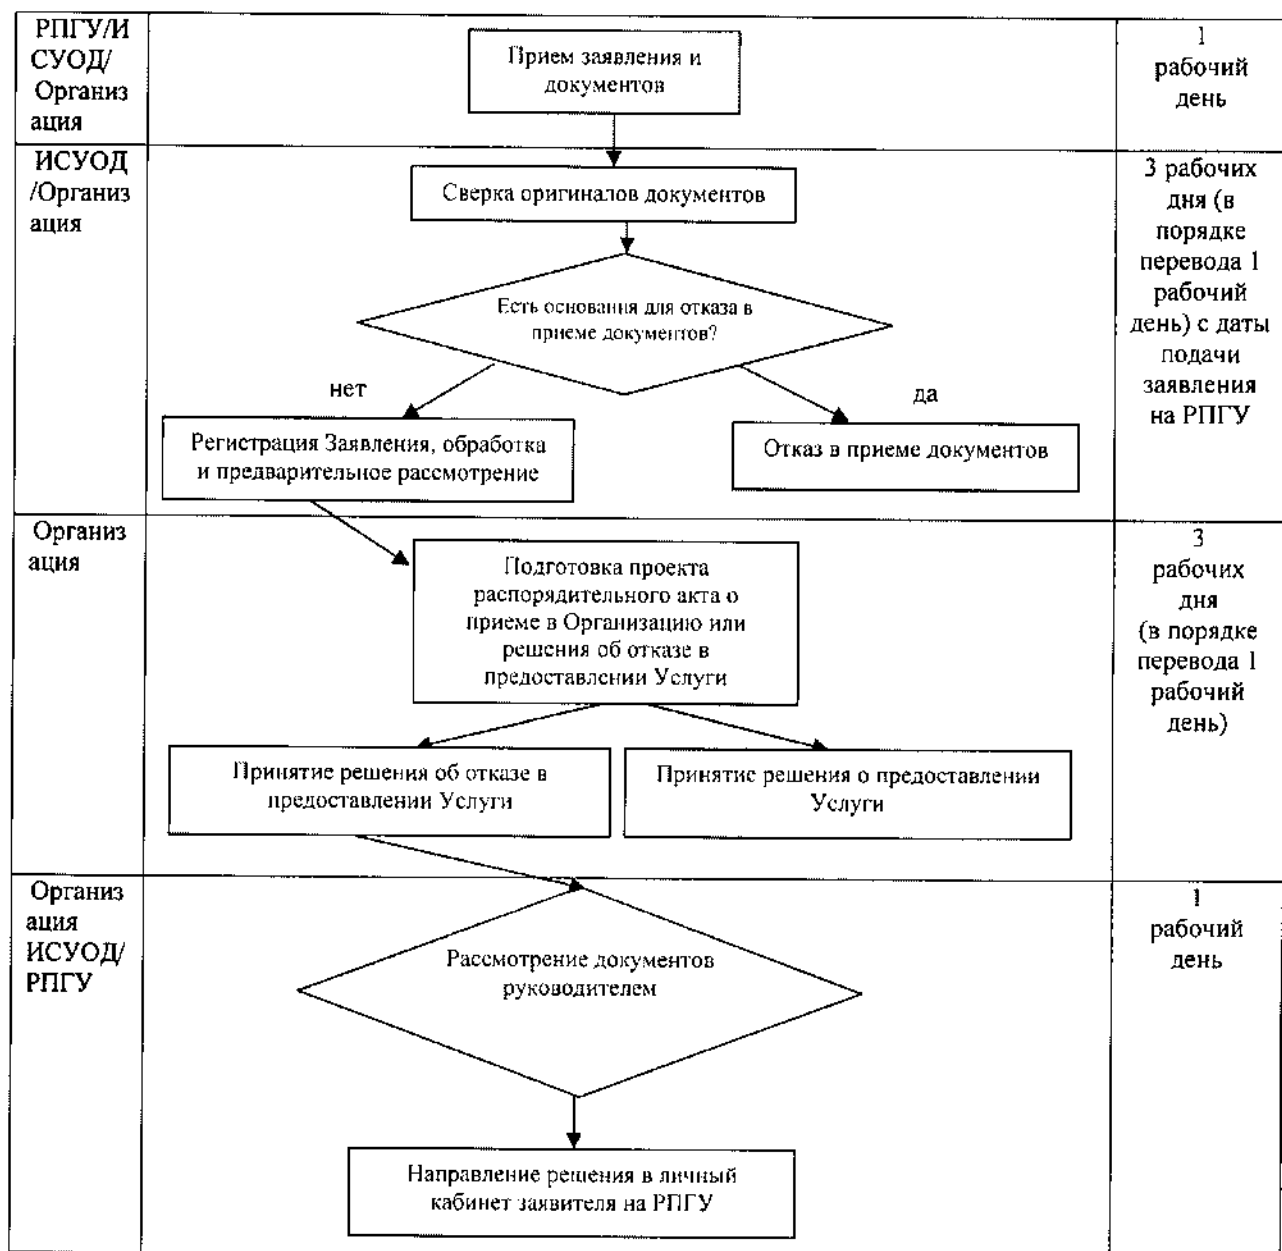 РПГУ/И
СУОД/
Организ
ация
Прием заявления и
документов
1
рабочий
день
ИСУОД
/Организ
ация
Сверка оригиналов документов
Есть основания для отказа в
приеме документов?
нет
да
Регистрация Заявления, обработка
и предварительное рассмотрение
Отказ в приеме документов
3 рабочих
дня (в
порядке
перевода 1
рабочий
день) с даты
подачи
заявления
на РПГУ
Организ
ация
Подготовка проекта
распорядительного акта о
приеме в Организацию или
решения об отказе в
предоставлении Услуги
Принятие решения об отказе в
предоставлении Услуги
Принятие решения о предоставлении
Услуги
3
рабочих
дня
(в порядке
перевода 1
рабочий
день)
Организ
ация
ИСУОД/
РПГУ
Рассмотрение документов
руководителем
Направление решения в личный
кабинет заявителя на РПГУ
1
рабочий
день